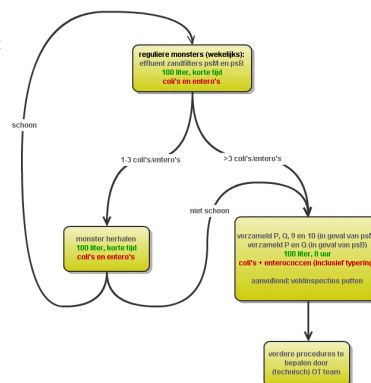 reguliere monsters (wekelijks):
effluent zandfilters psM en psB
100 liter, korte tijd
coli's en entero's
schoon
1-3 coli's/entero's
>3 coli's/entero's
niet schoon
monster herhalen
100 liter, korte tijd
coli's en entero's
verzameld P, Q, 9 en 10 (in geval van psM
verzameld P en Q (in geval van psB)
100 liter, 8 uur
coli's + enterococcen (inclusief typering
aanvullend: veldinspecties putten
verdere procedures te
bepalen door
(technisch) OT team